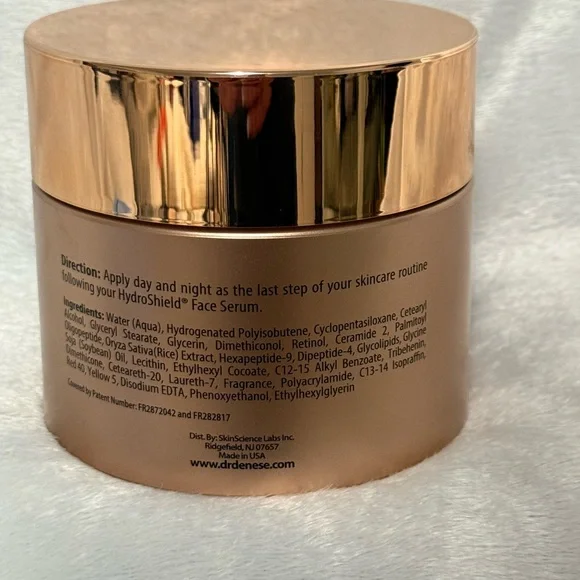 Direction: Apply day and night as the last step of your skincare routine
following your HydroShield® Face Serum.
Ingredients: Water (Aqua), Hydrogenated Polyisobutene, Cyclopentasiloxane, Cetearyl
Alcohol, Glyceryl Stearate, Glycerin, Dimethiconol, Retinol, Ceramide 2, Palmitoyl
Oligopeptide, Oryza Sativa (Rice) Extract, Hexapeptide-9, Dipeptide-4, Glycolipids, Glycine
Soja (Soybean) Oil, Lecithin, Ethylhexyl Cocoate, C12-15 Alkyl Benzoate, Tribehenin,
Dimethicone, Ceteareth-20, Laureth-7, Fragrance, Polyacrylamide, C13-14 Isopraffin,
Red 40, Yellow 5, Disodium EDTA, Phenoxyethanol, Ethylhexylglyerin
Covered by Patent Number: FR2872042 and FR282817
Dist. By: SkinScience Labs Inc.
Ridgefield, NJ 07657
Made in USA
www.drdenese.com